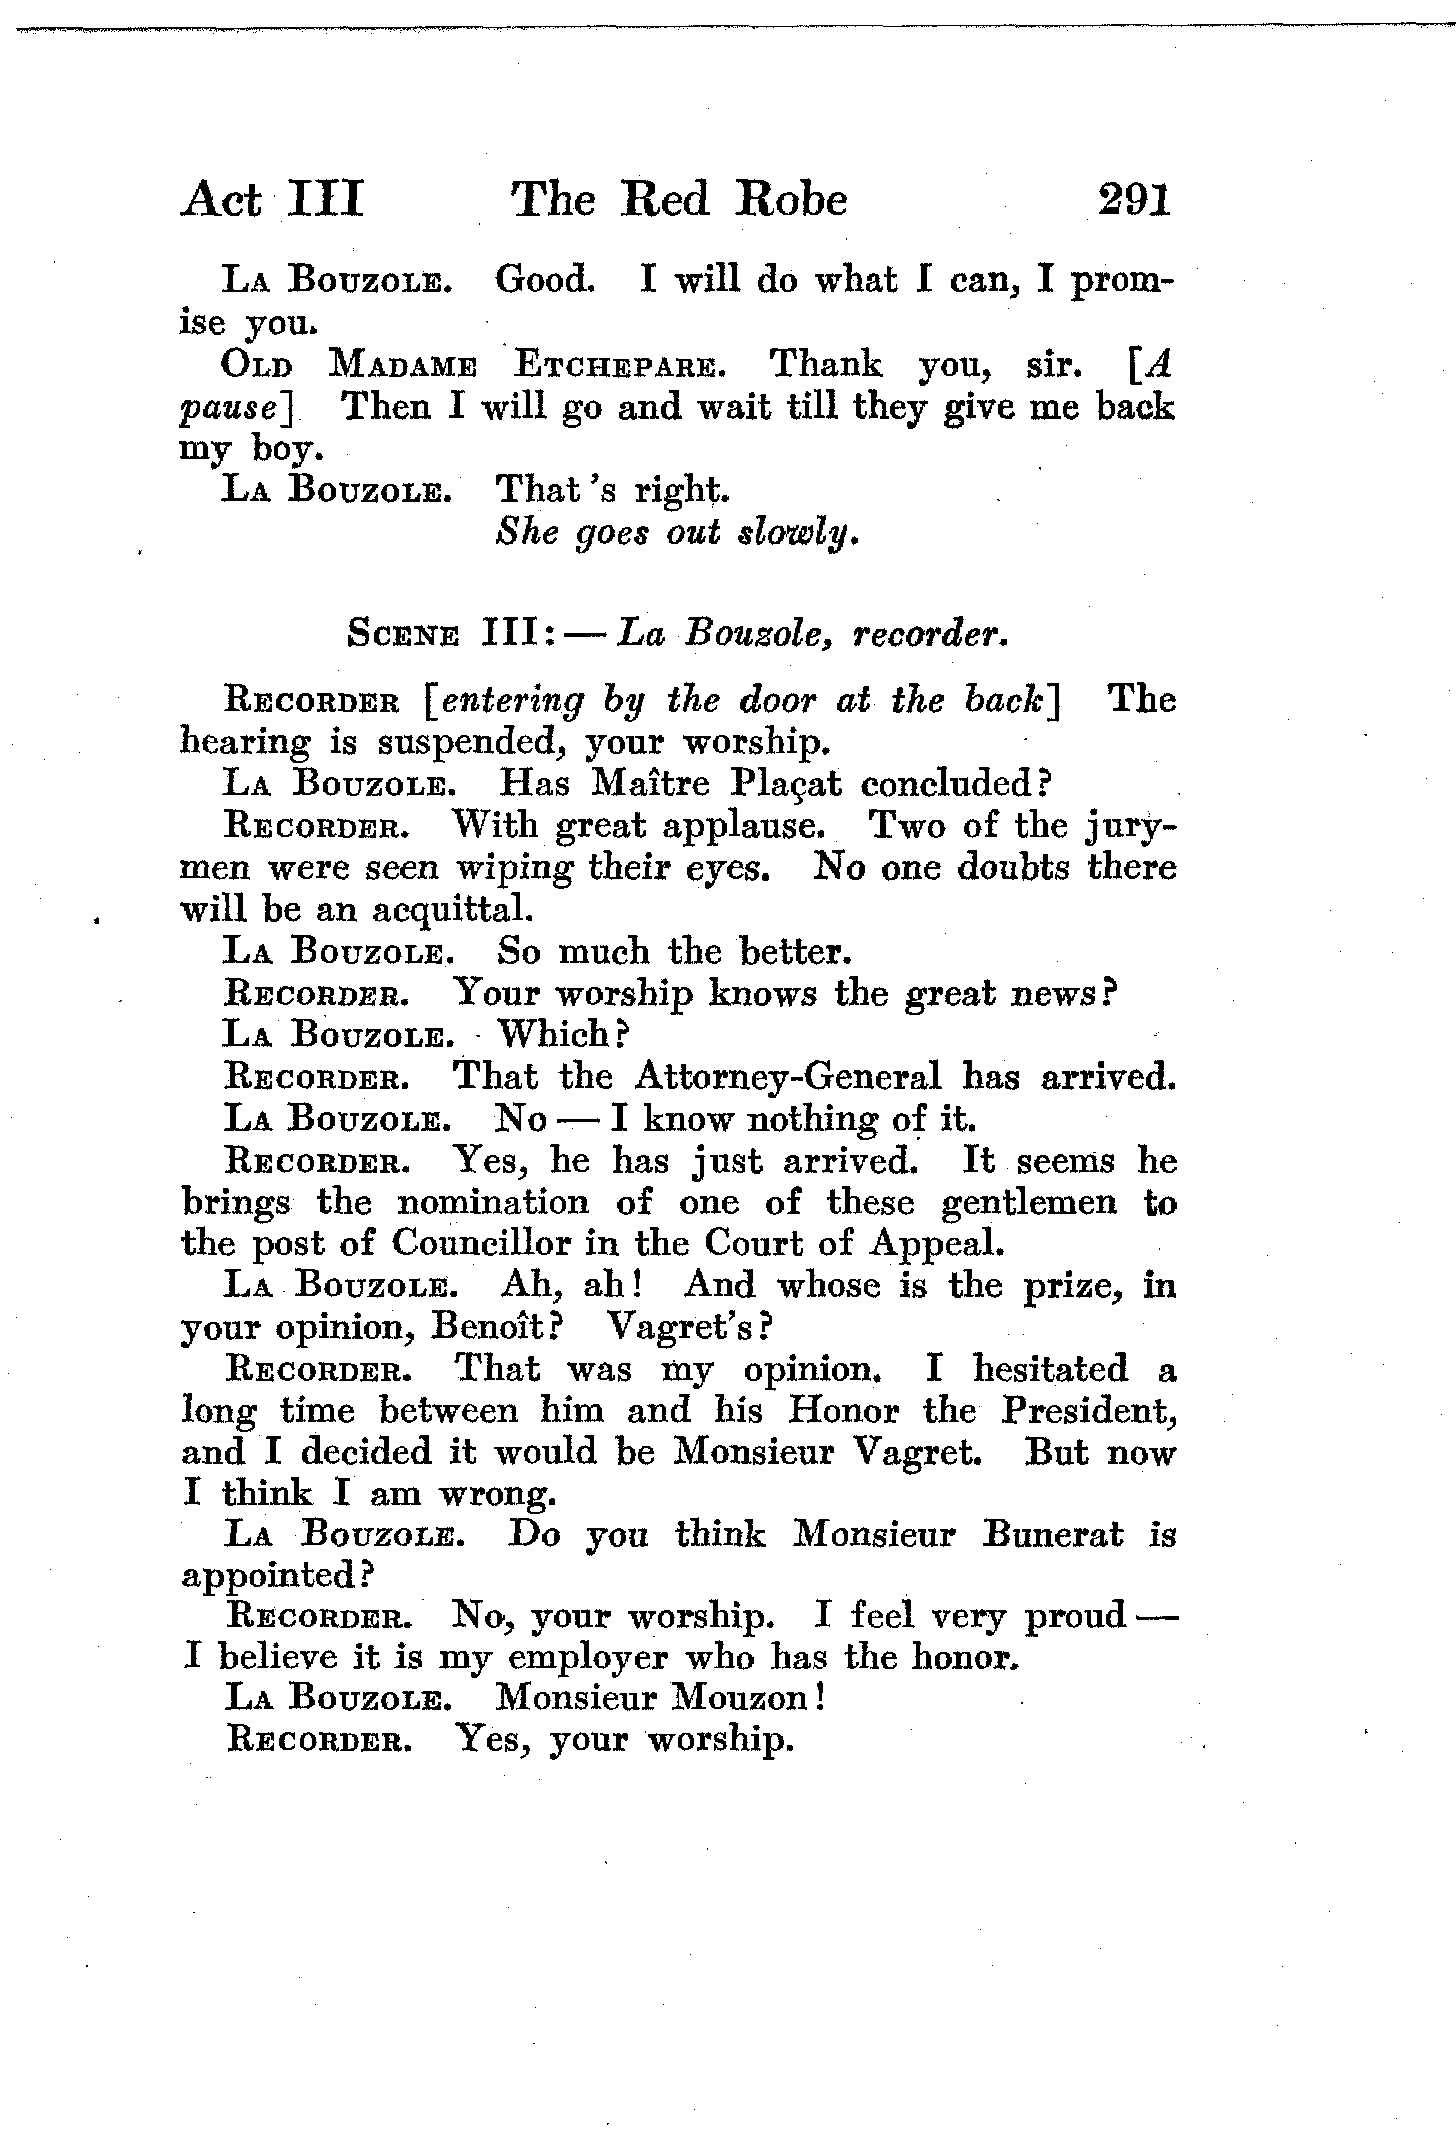 Act III The Red Robe 291
La Bouzole. Good. I will do what I can, I prom-
ise you.
Old Madame Etchepare. Thank you, sir. [A
pause] Then I will go and wait till they give me back
my boy.
La Bouzole. That 's right.
She goes out slowly.
Scene III: — La Bouzole, recorder.
Recorder [entering by the door at the back] The
hearing is suspended, your worship.
La Bouzole. Has Maître Plaçat concluded?
Recorder. With great applause. Two of the jury-
men were seen wiping their eyes. No one doubts there
will be an acquittal.
La Bouzole. So much the better.
Recorder. Your worship knows the great news?
La Bouzole. Which?
Recorder. That the Attorney-General has arrived.
La Bouzole. No — I know nothing of it.
Recorder. Yes, he has just arrived. It seems he
brings the nomination of one of these gentlemen to
the post of Councillor in the Court of Appeal.
La Bouzole. Ah, ah! And whose is the prize, in
your opinion, Benoît? Vagret's?
Recorder. That was my opinion. I hesitated a
long time between him and his Honor the President,
and I decided it would be Monsieur Vagret. But now
I think I am wrong.
La Bouzole. Do you think Monsieur Bunerat is
appointed?
Recorder. No, your worship. I feel very proud —
I believe it is my employer who has the honor.
La Bouzole. Monsieur Mouzon!
Recorder. Yes, your worship.